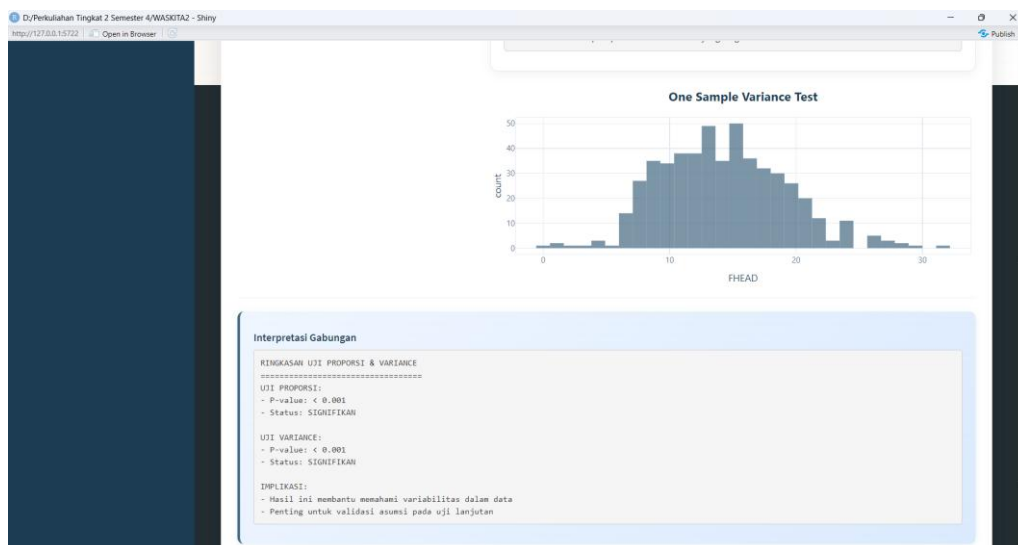 D:/Perkuliahan Tingkat 2 Semester 4/WASKITA2 - Shiny
http://127.0.0.1:5722 Open in Browser Publish
One Sample Variance Test
50
40
30
20
10
0
count
0 10 20 30
FHEAD
Interpretasi Gabungan
RINGKASAN UJI PROPORSI & VARIANCE
==================================
UJI PROPORSI:
- P-value: < 0.001
- Status: SIGNIFIKAN
UJI VARIANCE:
- P-value: < 0.001
- Status: SIGNIFIKAN
IMPLIKASI:
- Hasil ini membantu memahami variabilitas dalam data
- Penting untuk validasi asumsi pada uji lanjutan